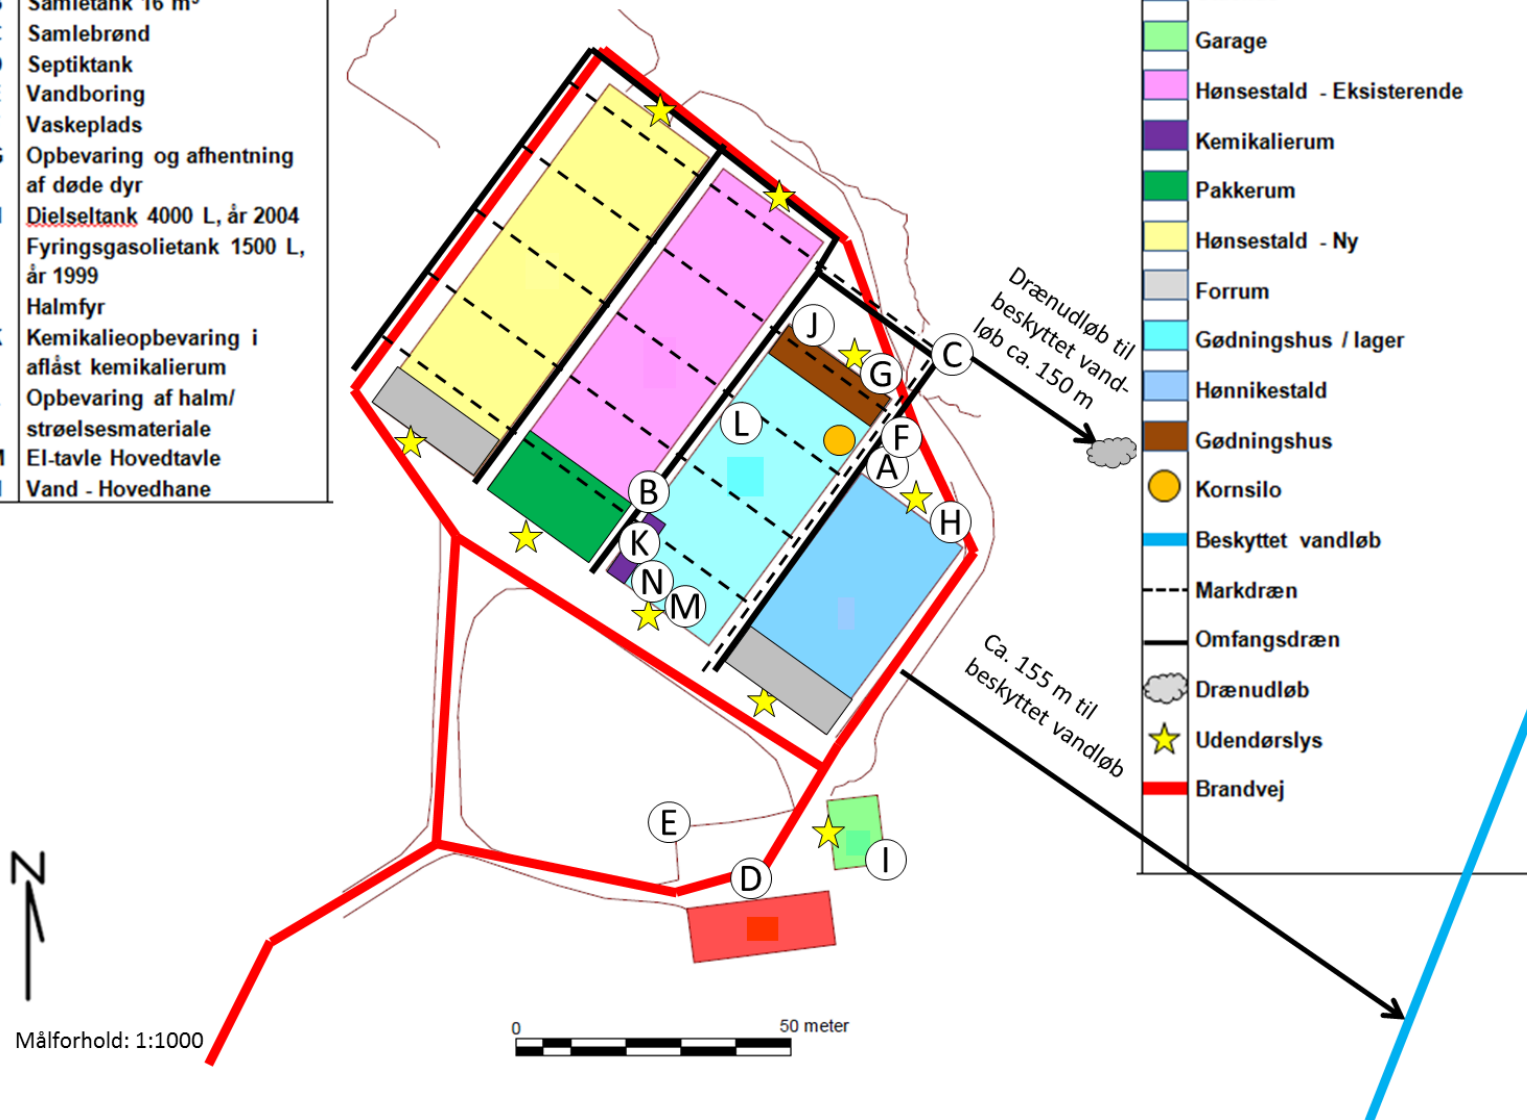 Samletank 16 m³
Samlebrønd
Septiktank
Vandboring
Vaskeplads
Opbevaring og afhentning
af døde dyr
Dielseltank 4000 L, år 2004
Fyringsgasolietank 1500 L,
år 1999
Halmfyr
K Kemikalieopbevaring i
aflåst kemikalierum
Opbevaring af halm/
strøelsesmateriale
M El-tavle Hovedtavle
Vand - Hovedhane
Garage
Hønsestald - Eksisterende
Kemikalierum
Pakkerum
Hønsestald - Ny
Forrum
Gødningshus / lager
Hønnikestald
Gødningshus
Kornsilo
Beskyttet vandløb
Markdræn
Omfangsdræn
Drænudløb
Udendørslys
Brandvej
Drænudløb til
beskyttet vand-
løb ca. 150 m
Ca. 155 m til
beskyttet vandløb
J
C
G
L
F
A
B
H
K
N
M
E
D
I
N
Målforhold: 1:1000
0
50 meter